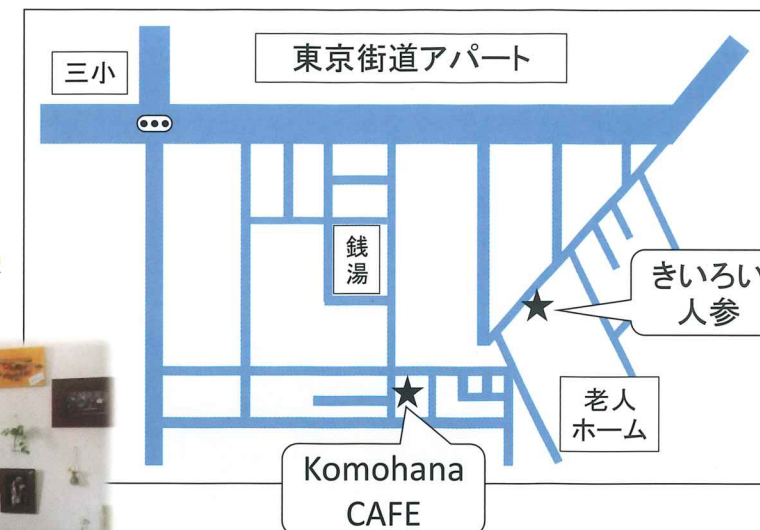 三小
東京街道アパート
銭
湯
きいろい
人参
老人
ホーム
Komohana
CAFE